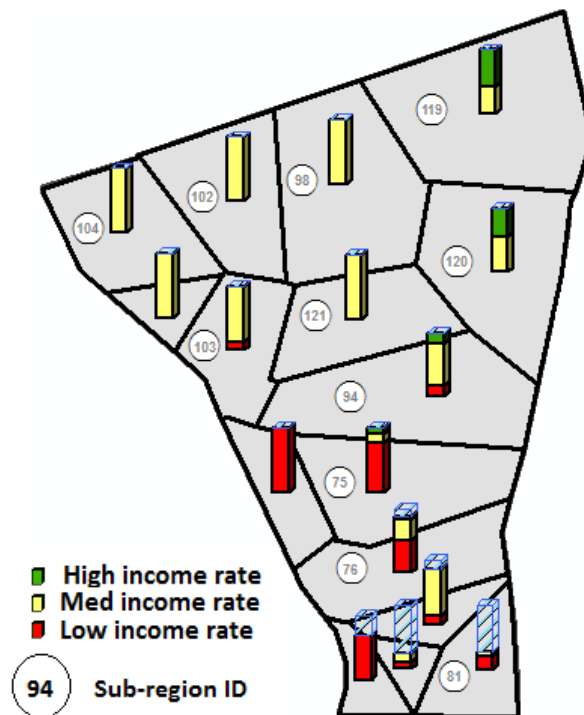 119
98
102
104
120
121
103
94
75
76
81
High income rate
Med income rate
Low income rate
94 Sub-region ID